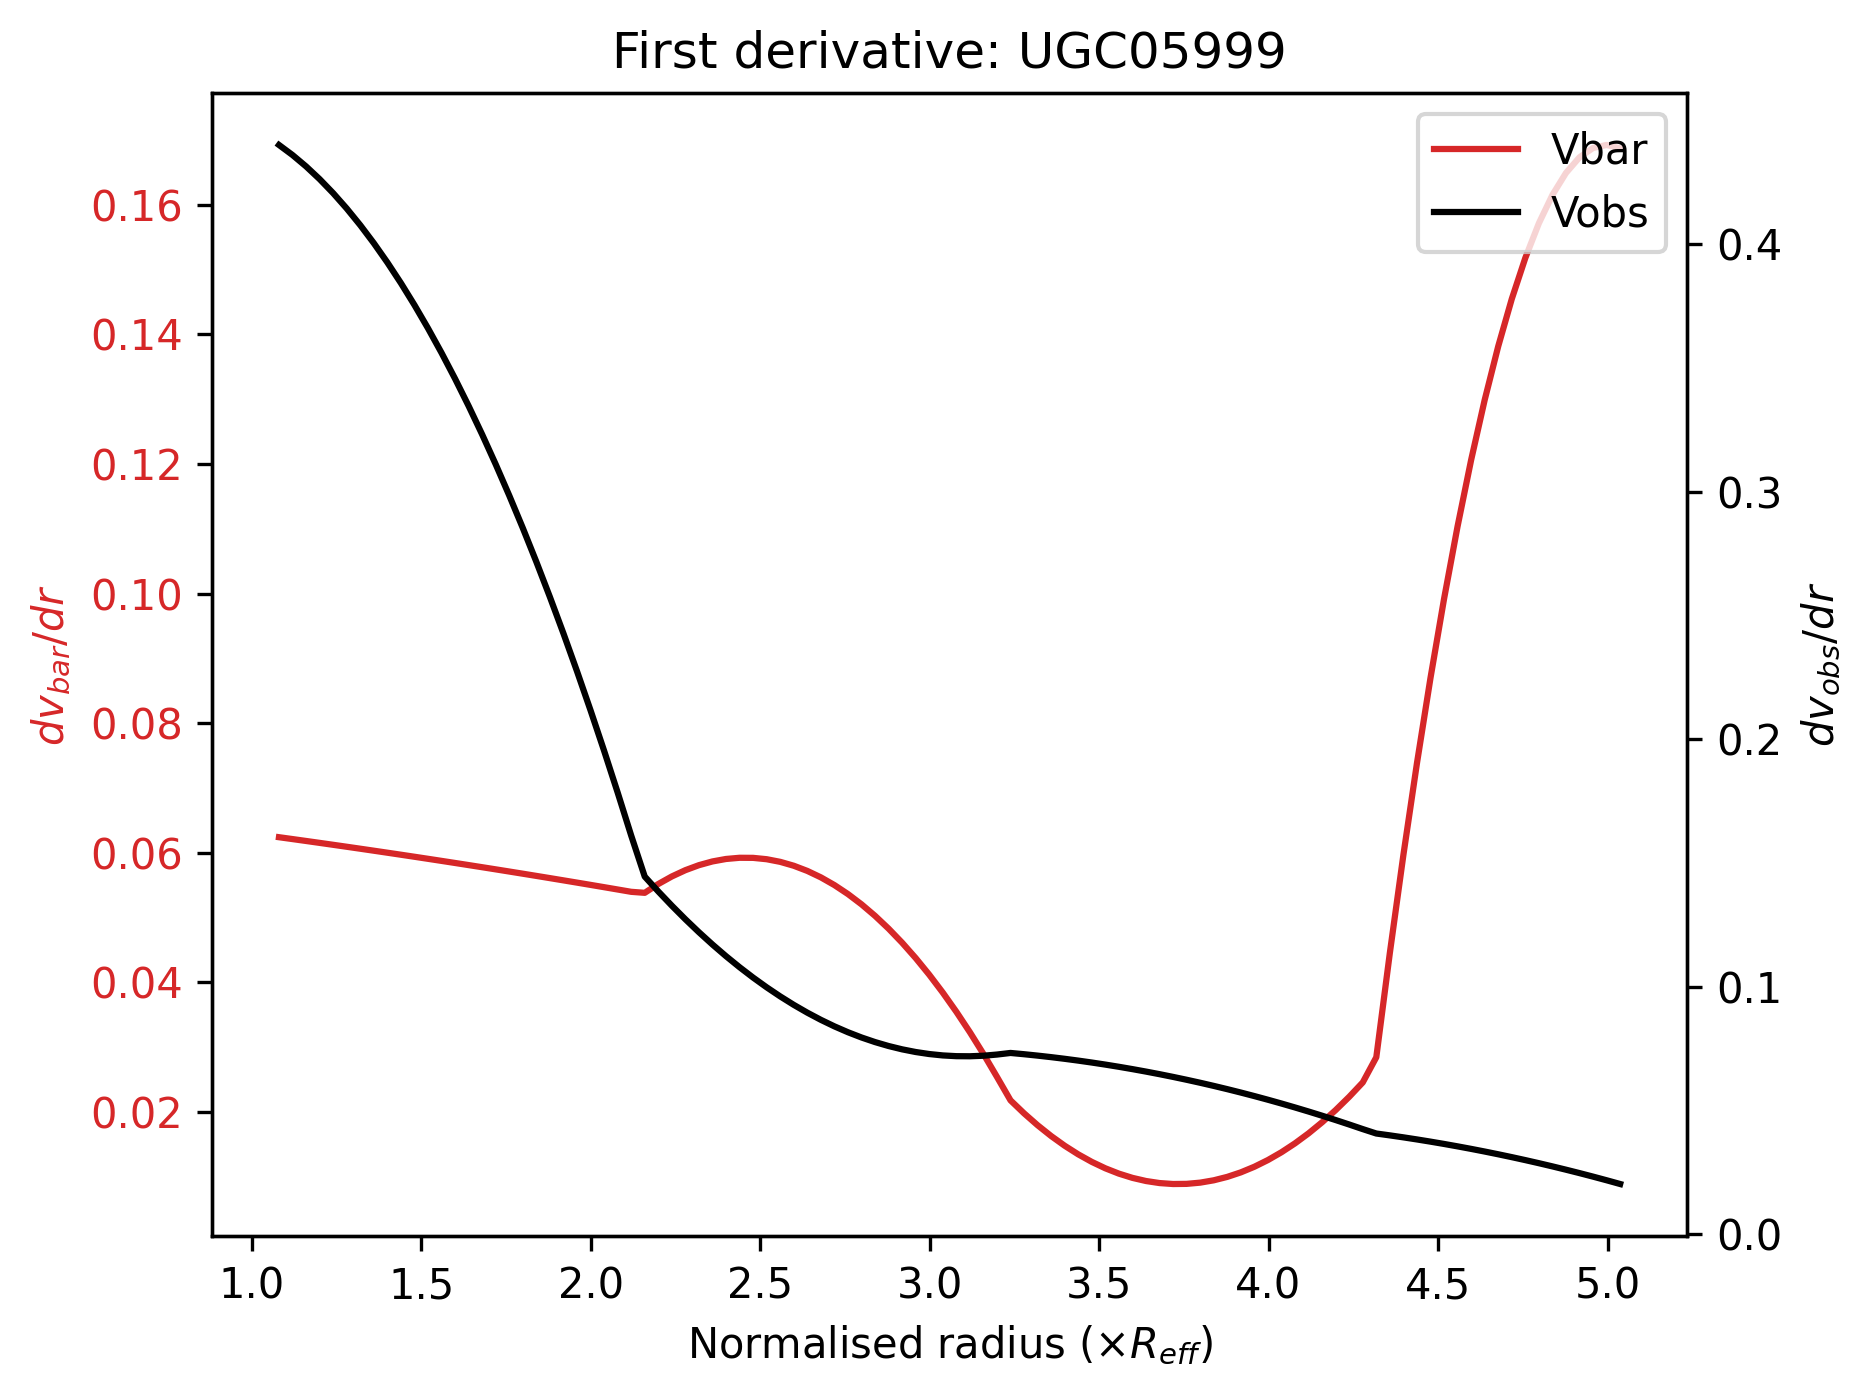 First derivative: UGC05999
Vbar
Vobs
0.16
0.14
0.12
0.10
0.08
0.06
0.04
0.02
dv_bar/dr
0.4
0.3
0.2
0.1
0.0
dv_obs/dr
1.0 1.5 2.0 2.5 3.0 3.5 4.0 4.5 5.0
Normalised radius (×R_eff)